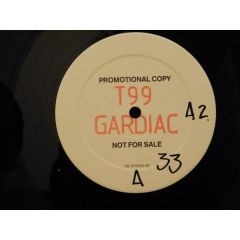 PROMOTIONAL COPY
T99
GARDIAC
A2
NOT FOR SALE
33
A